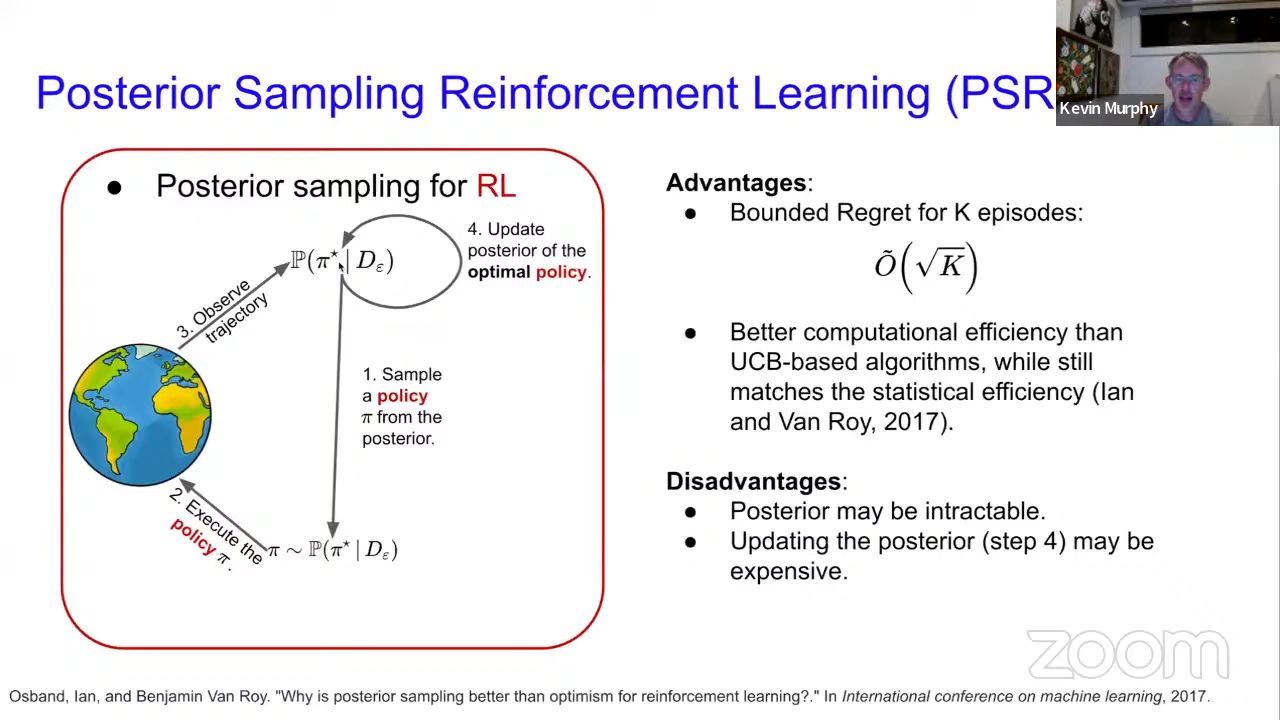 Posterior Sampling Reinforcement Learning (PSR
Kevin Murphy
● Posterior sampling for RL
4. Update
posterior of the
optimal policy.
ℙ(π* | Dε)
3. Observe
trajectory
1. Sample
a policy
π from the
posterior.
2. Execute the
policy π.
π ∼ ℙ(π* | Dε)
Advantages:
● Bounded Regret for K episodes:
Õ(√K)
● Better computational efficiency than
UCB-based algorithms, while still
matches the statistical efficiency (Ian
and Van Roy, 2017).
Disadvantages:
● Posterior may be intractable.
● Updating the posterior (step 4) may be
expensive.
zoom
Osband, Ian, and Benjamin Van Roy. "Why is posterior sampling better than optimism for reinforcement learning?." In International conference on machine learning, 2017.